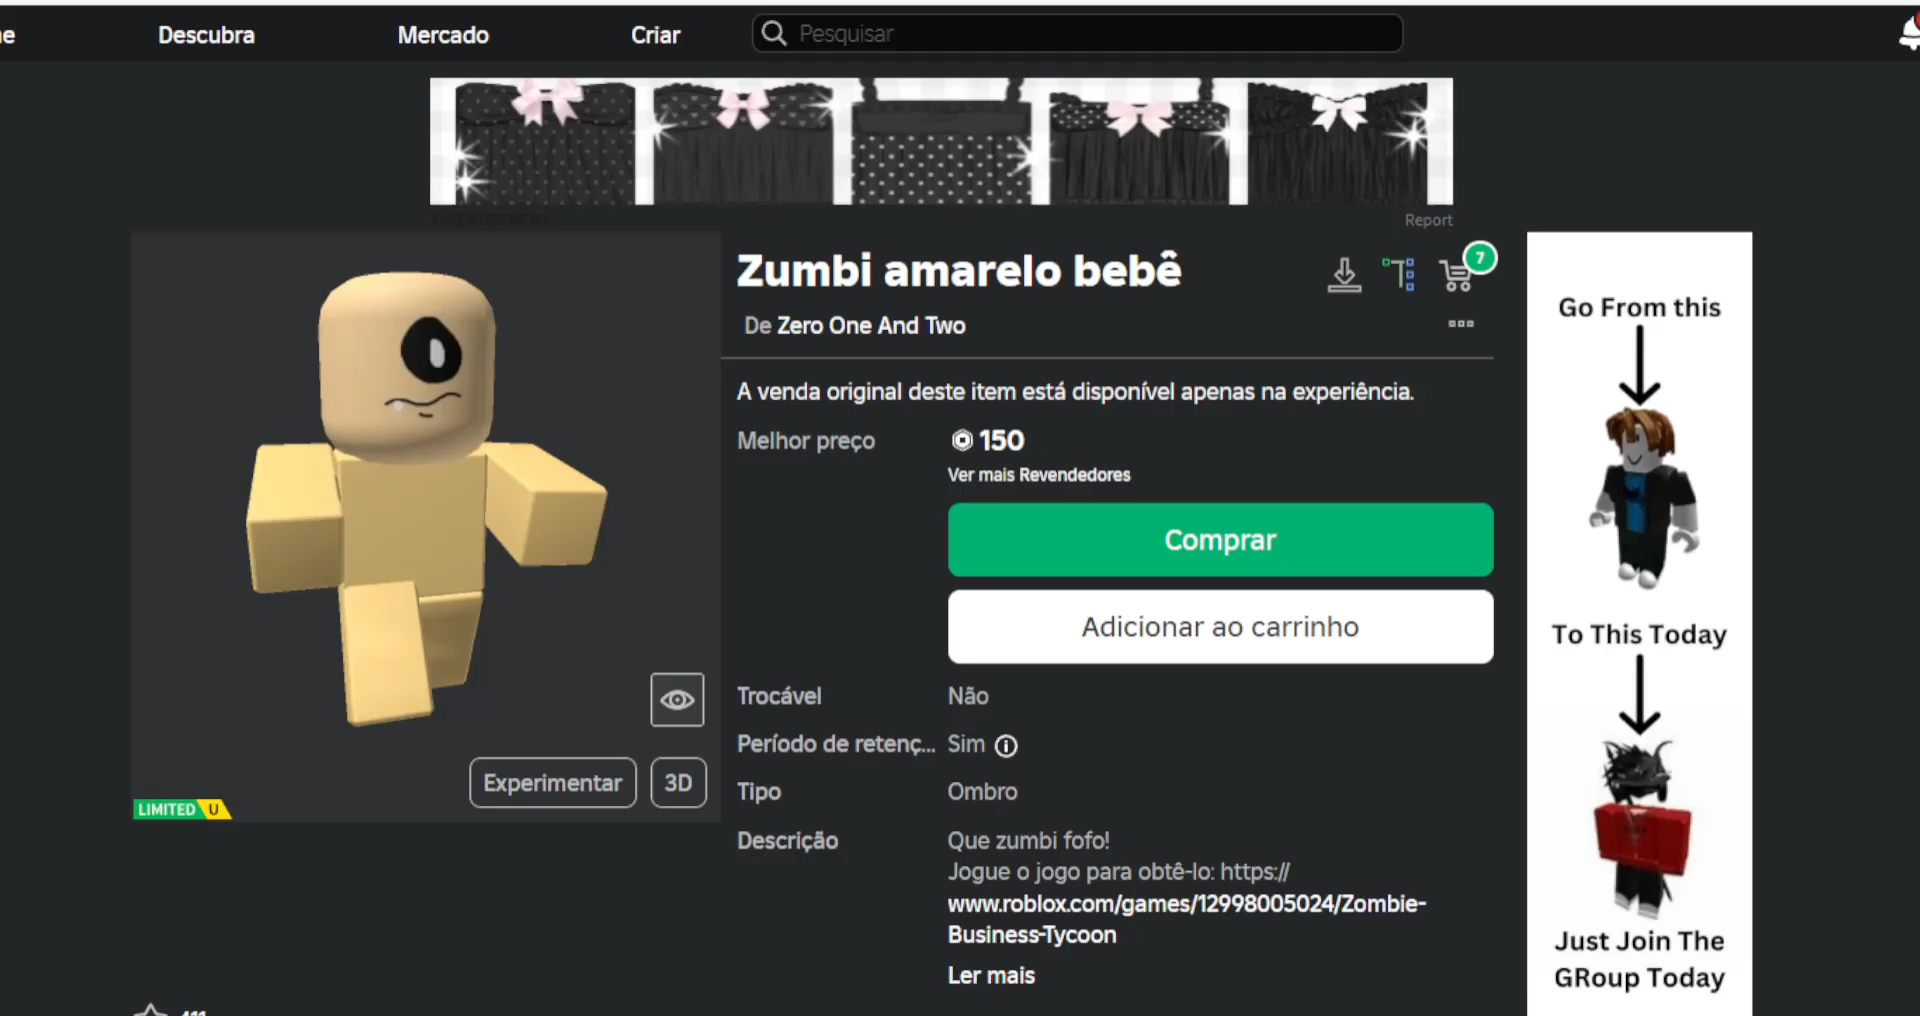 Descubra
Mercado
Criar
Pesquisar
Report
Zumbi amarelo bebê
7
De Zero One And Two
A venda original deste item está disponível apenas na experiência.
Melhor preço
150
Ver mais Revendedores
Comprar
Adicionar ao carrinho
Trocável
Não
Período de retenç...
Sim
Tipo
Ombro
Descrição
Que zumbi fofo!
Jogue o jogo para obtê-lo: https://
www.roblox.com/games/12998005024/Zombie-
Business-Tycoon
Ler mais
Experimentar
3D
LIMITED U
Go From this
To This Today
Just Join The
GRoup Today